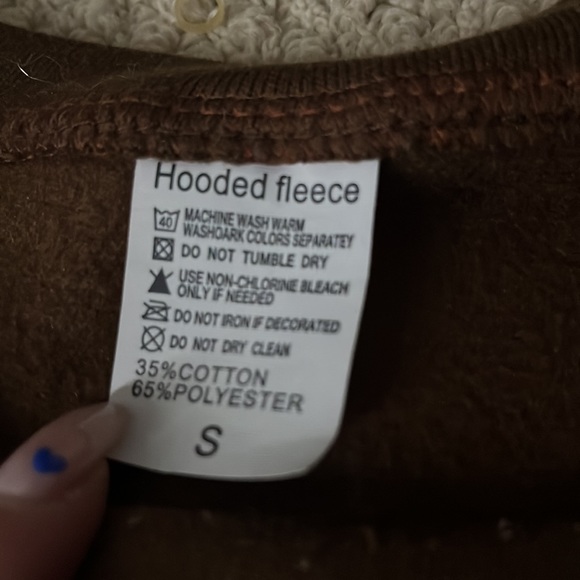 Hooded fleece
40 MACHINE WASH WARM
WASHOARK COLORS SEPARATEY
DO NOT TUMBLE DRY
USE NON-CHLORINE BLEACH
ONLY IF NEEDED
DO NOT IRON IF DECORATED
DO NOT DRY CLEAN
35%COTTON
65%POLYESTER
S